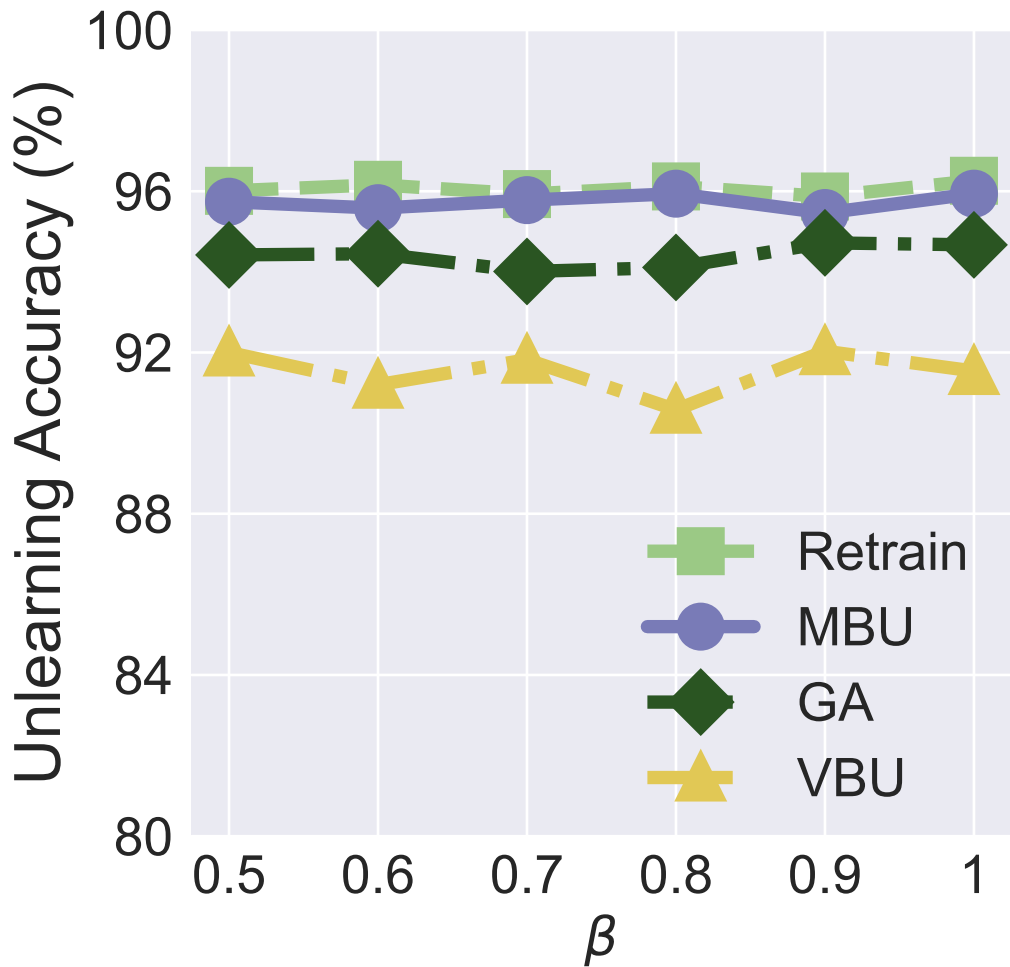 Unlearning Accuracy (%)
100
96
92
88
84
80
Retrain
MBU
GA
VBU
0.5 0.6 0.7 0.8 0.9 1
β